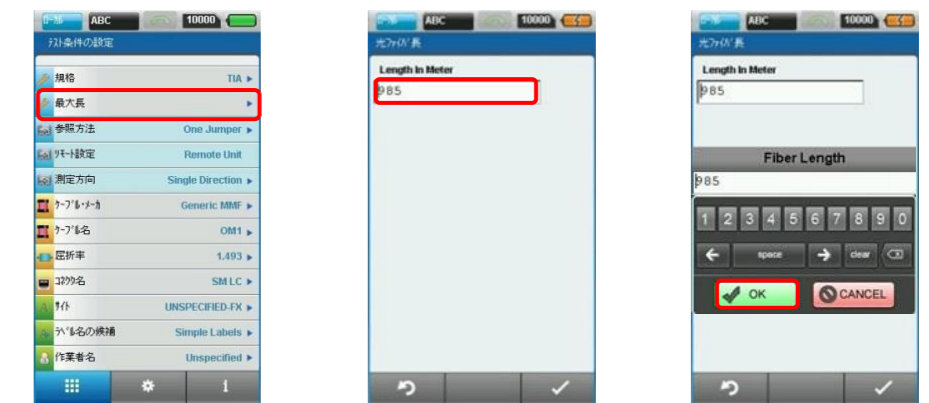 ABC
10000
ﾃｽﾄ条件の設定
規格 TIA
最大長
参照方法 One Jumper
ﾘﾓｰﾄ設定 Remote Unit
測定方向 Single Direction
ｹｰﾌﾞﾙ･ﾒｰｶ Generic MMF
ｹｰﾌﾞﾙ名 OM1
屈折率 1.493
ｺﾈｸﾀ名 SM LC
ｻｲﾄ UNSPECIFIED-FX
ﾗﾍﾞﾙ名の候補 Simple Labels
作業者名 Unspecified
i
ABC
10000
光ﾌｧｲﾊﾞ長
Length In Meter
985
ABC
10000
光ﾌｧｲﾊﾞ長
Length In Meter
985
Fiber Length
985
1 2 3 4 5 6 7 8 9 0
← space → clear
OK CANCEL